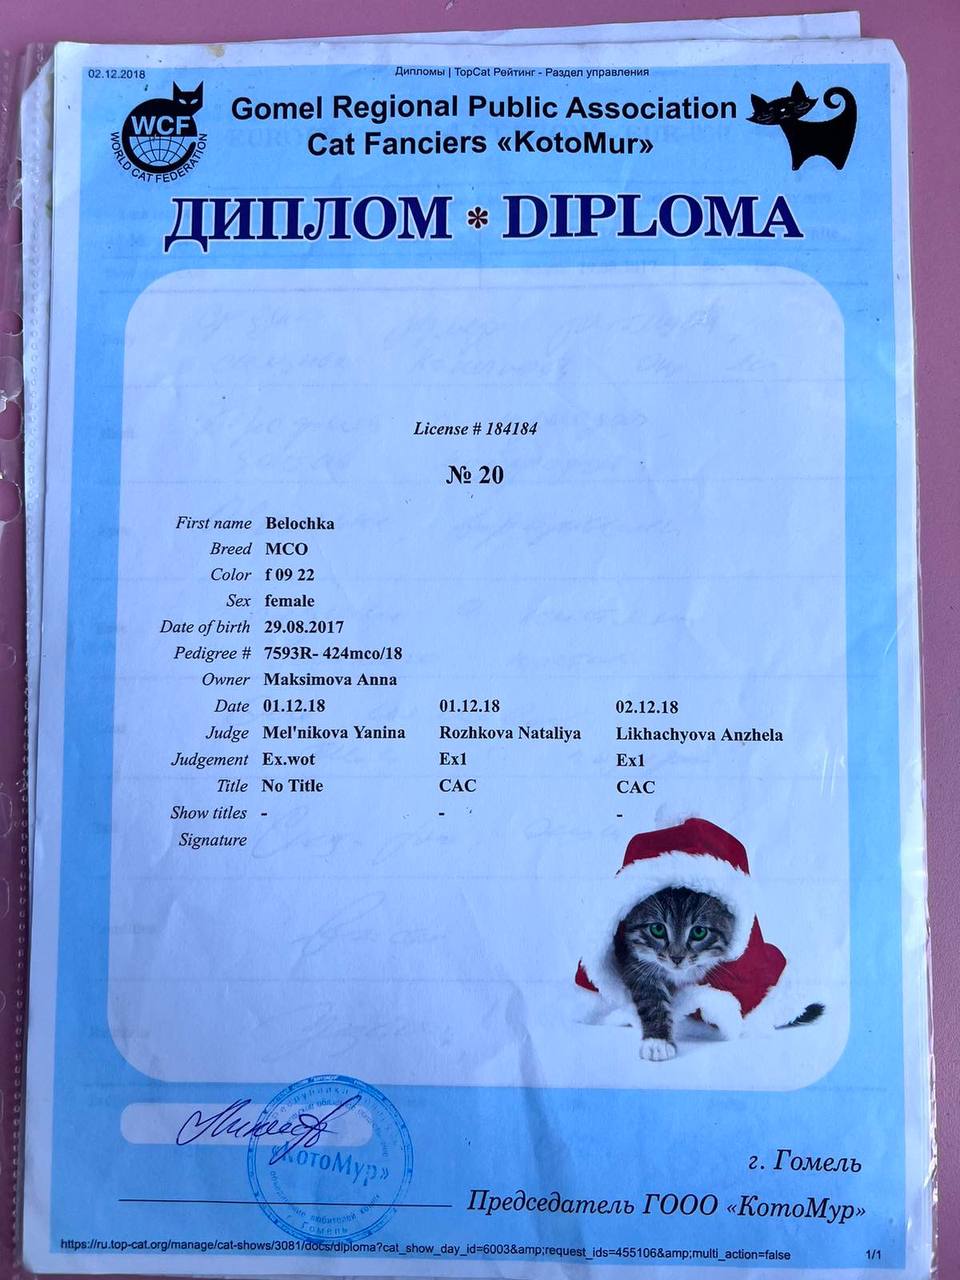 02.12.2018
Дипломы | TopCat Рейтинг - Раздел управления
WCF
WORLD CAT FEDERATION
Gomel Regional Public Association
Cat Fanciers «KotoMur»
ДИПЛОМ * DIPLOMA
License # 184184
№ 20
First name Belochka
Breed MCO
Color f 09 22
Sex female
Date of birth 29.08.2017
Pedigree # 7593R- 424mco/18
Owner Maksimova Anna
Date 01.12.18 01.12.18 02.12.18
Judge Mel'nikova Yanina Rozhkova Nataliya Likhachyova Anzhela
Judgement Ex.wot Ex1 Ex1
Title No Title CAC CAC
Show titles - - -
Signature
«КотоМур»
г. Гомель
Председатель ГООО «КотоМур»
https://ru.top-cat.org/manage/cat-shows/3081/docs/diploma?cat_show_day_id=6003&amp;request_ids=455106&amp;multi_action=false
1/1